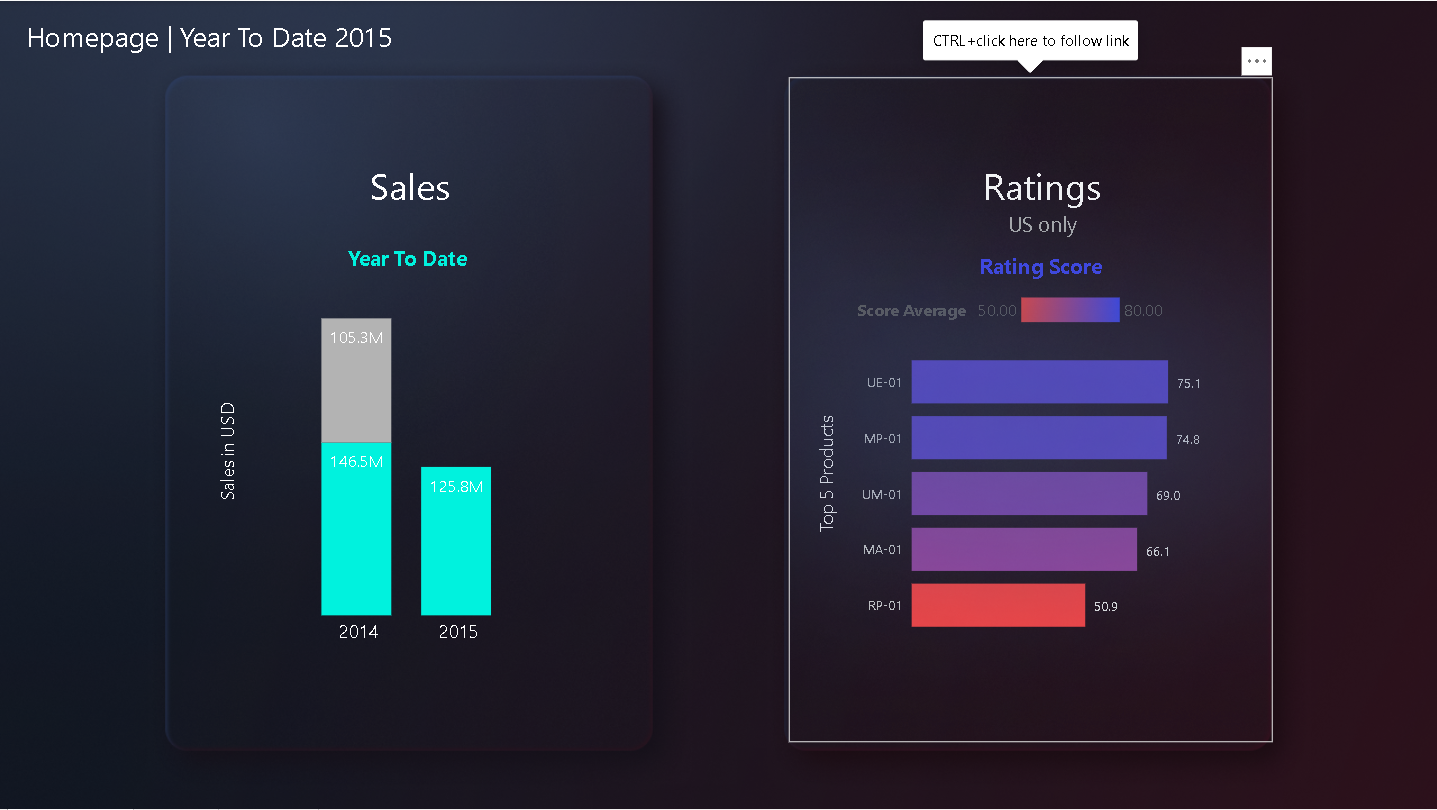 Homepage | Year To Date 2015
CTRL+click here to follow link
Sales
Year To Date
Sales in USD
105.3M
146.5M
125.8M
2014
2015
Ratings
US only
Rating Score
Score Average 50.00 80.00
Top 5 Products
UE-01 75.1
MP-01 74.8
UM-01 69.0
MA-01 66.1
RP-01 50.9